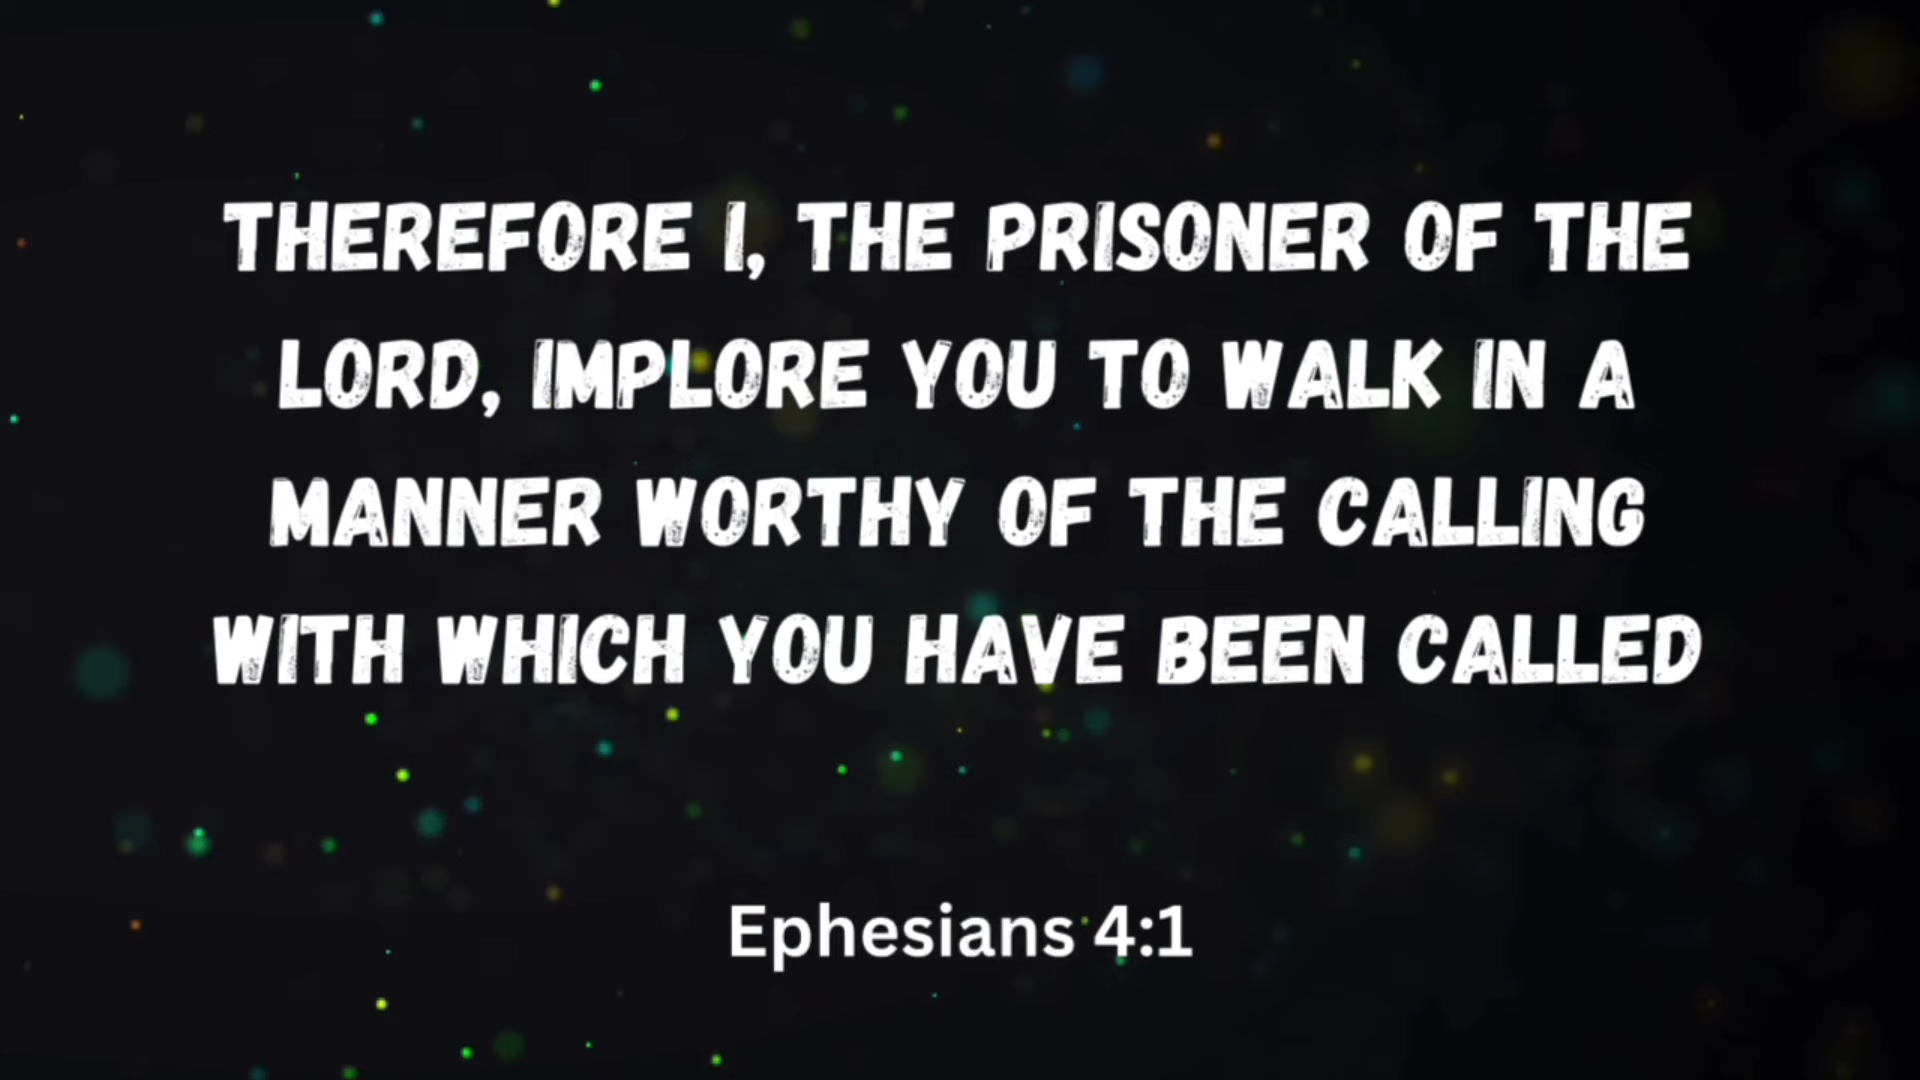 THEREFORE I, THE PRISONER OF THE
LORD, IMPLORE YOU TO WALK IN A
MANNER WORTHY OF THE CALLING
WITH WHICH YOU HAVE BEEN CALLED
Ephesians 4:1